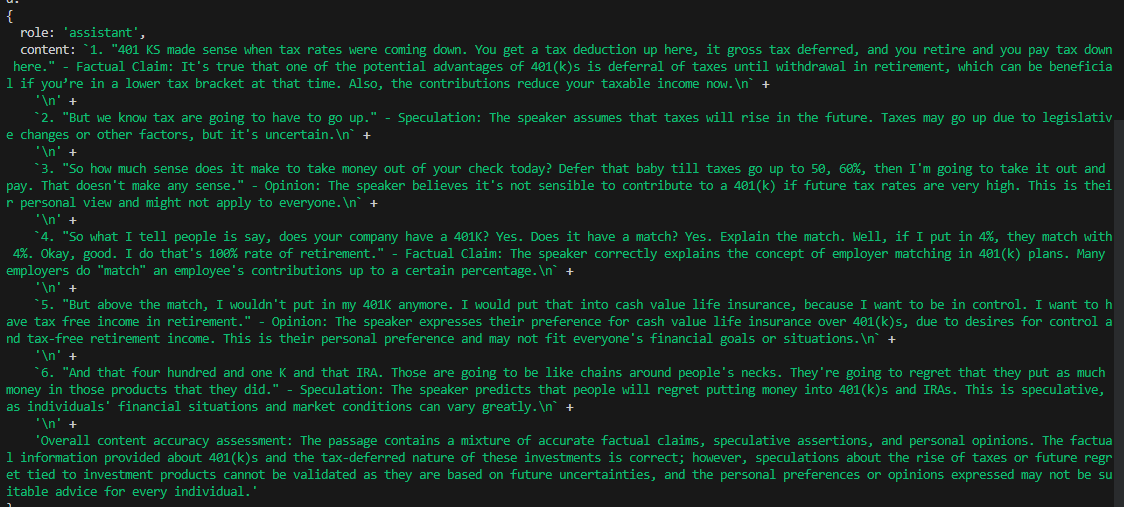 {
role: 'assistant',
content: `1. "401 KS made sense when tax rates were coming down. You get a tax deduction up here, it gross tax deferred, and you retire and you pay tax down
here." - Factual Claim: It's true that one of the potential advantages of 401(k)s is deferral of taxes until withdrawal in retirement, which can be beneficia
l if you’re in a lower tax bracket at that time. Also, the contributions reduce your taxable income now.\n` +
'\n' +
`2. "But we know tax are going to have to go up." - Speculation: The speaker assumes that taxes will rise in the future. Taxes may go up due to legislativ
e changes or other factors, but it's uncertain.\n` +
'\n' +
`3. "So how much sense does it make to take money out of your check today? Defer that baby till taxes go up to 50, 60%, then I'm going to take it out and
pay. That doesn't make any sense." - Opinion: The speaker believes it's not sensible to contribute to a 401(k) if future tax rates are very high. This is thei
r personal view and might not apply to everyone.\n` +
'\n' +
`4. "So what I tell people is say, does your company have a 401K? Yes. Does it have a match? Yes. Explain the match. Well, if I put in 4%, they match with
4%. Okay, good. I do that's 100% rate of retirement." - Factual Claim: The speaker correctly explains the concept of employer matching in 401(k) plans. Many
employers do "match" an employee's contributions up to a certain percentage.\n` +
'\n' +
`5. "But above the match, I wouldn't put in my 401K anymore. I would put that into cash value life insurance, because I want to be in control. I want to h
ave tax free income in retirement." - Opinion: The speaker expresses their preference for cash value life insurance over 401(k)s, due to desires for control a
nd tax-free retirement income. This is their personal preference and may not fit everyone's financial goals or situations.\n` +
'\n' +
`6. "And that four hundred and one K and that IRA. Those are going to be like chains around people's necks. They're going to regret that they put as much
money in those products that they did." - Speculation: The speaker predicts that people will regret putting money into 401(k)s and IRAs. This is speculative,
as individuals' financial situations and market conditions can vary greatly.\n` +
'\n' +
'Overall content accuracy assessment: The passage contains a mixture of accurate factual claims, speculative assertions, and personal opinions. The factua
l information provided about 401(k)s and the tax-deferred nature of these investments is correct; however, speculations about the rise of taxes or future regr
et tied to investment products cannot be validated as they are based on future uncertainties, and the personal preferences or opinions expressed may not be su
itable advice for every individual.'